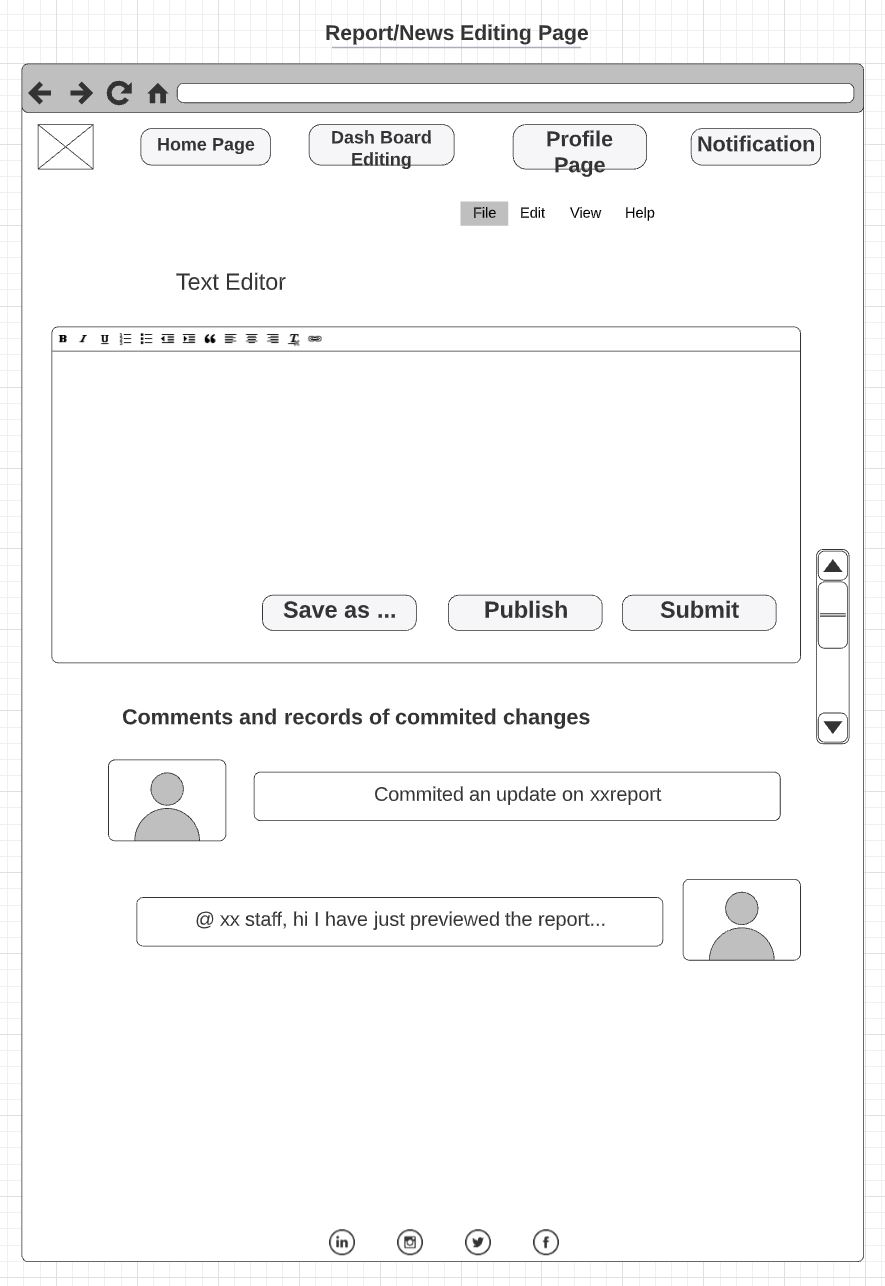 Report/News Editing Page
Home Page
Dash Board
Editing
Profile
Page
Notification
File Edit View Help
Text Editor
B I U
Save as ... Publish Submit
Comments and records of commited changes
Commited an update on xxreport
@ xx staff, hi I have just previewed the report...
in f